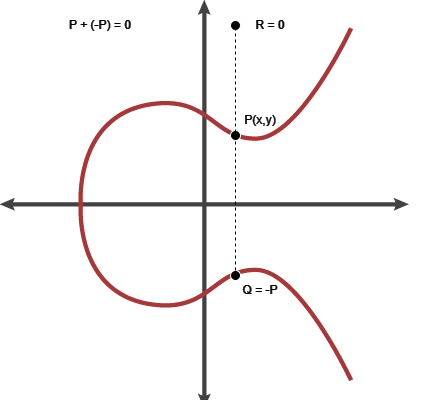 P + (-P) = 0
R = 0
P(x,y)
Q = -P